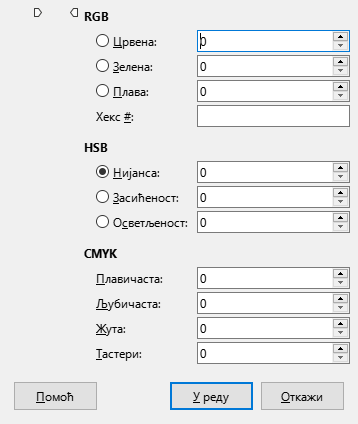 RGB
Црвена: 0
Зелена: 0
Плава: 0
Хекс #:
HSB
Нијанса: 0
Засићеност: 0
Осветљеност: 0
CMYK
Плавичаста: 0
Љубичаста: 0
Жута: 0
Тастери: 0
Помоћ У реду Откажи